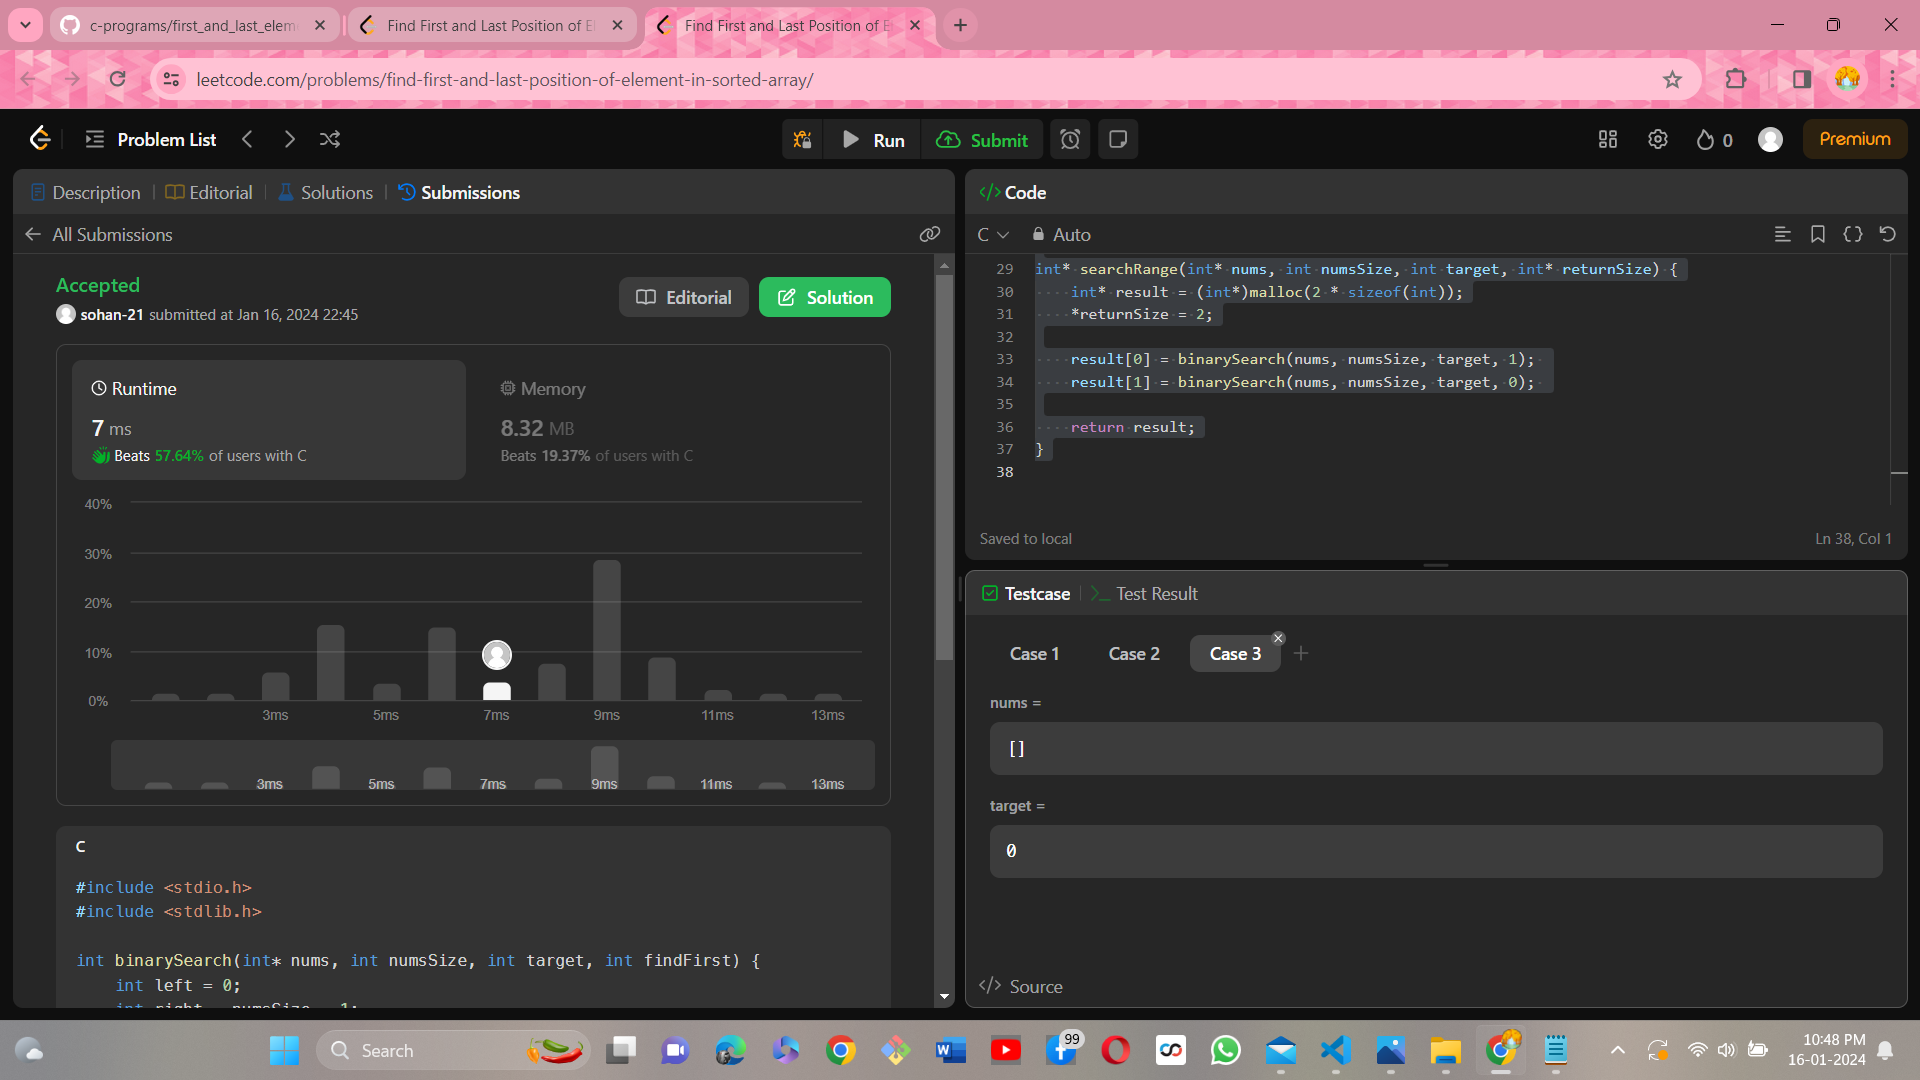 c-programs/first_and_last_elem
Find First and Last Position of E
Find First and Last Position of E
leetcode.com/problems/find-first-and-last-position-of-element-in-sorted-array/
Problem List
Run
Submit
0
Premium
Description
Editorial
Solutions
Submissions
All Submissions
Accepted
sohan-21 submitted at Jan 16, 2024 22:45
Editorial
Solution
Runtime
7 ms
Beats 57.64% of users with C
Memory
8.32 MB
Beats 19.37% of users with C
40%
30%
20%
10%
0%
3ms
5ms
7ms
9ms
11ms
13ms
3ms
5ms
7ms
9ms
11ms
13ms
C
#include <stdio.h>
#include <stdlib.h>
int binarySearch(int* nums, int numsSize, int target, int findFirst) {
int left = 0;
int right = numsSize - 1;
</> Code
C
Auto
29 int* searchRange(int* nums, int numsSize, int target, int* returnSize) {
30 int* result = (int*)malloc(2 * sizeof(int));
31 *returnSize = 2;
32
33 result[0] = binarySearch(nums, numsSize, target, 1);
34 result[1] = binarySearch(nums, numsSize, target, 0);
35
36 return result;
37 }
38
Saved to local
Ln 38, Col 1
Testcase
Test Result
Case 1
Case 2
Case 3
nums =
[]
target =
0
</> Source
Search
99
10:48 PM
16-01-2024